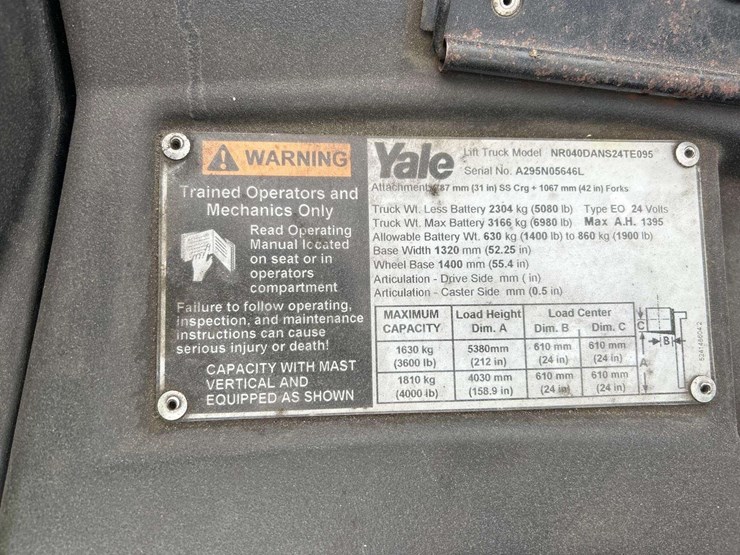 WARNING
Trained Operators and
Mechanics Only
Read Operating
Manual located
on seat or in
operators
compartment
Failure to follow operating,
inspection, and maintenance
instructions can cause
serious injury or death!
CAPACITY WITH MAST
VERTICAL AND
EQUIPPED AS SHOWN
Yale
Lift Truck Model NR040DANS24TE095
Serial No. A295N05646L
Attachments 787 mm (31 in) SS Crg + 1067 mm (42 in) Forks
Truck Wt. Less Battery 2304 kg (5080 lb) Type EO 24 Volts
Truck Wt. Max Battery 3166 kg (6980 lb) Max A.H. 1395
Allowable Battery Wt. 630 kg (1400 lb) to 860 kg (1900 lb)
Base Width 1320 mm (52.25 in)
Wheel Base 1400 mm (55.4 in)
Articulation - Drive Side mm ( in)
Articulation - Caster Side mm (0.5 in)
MAXIMUM CAPACITY Load Height Dim. A Load Center Dim. B Dim. C
1630 kg 5380mm 610 mm 610 mm
(3600 lb) (212 in) (24 in) (24 in)
1810 kg 4030 mm 610 mm 610 mm
(4000 lb) (158.9 in) (24 in) (24 in)
C
B
A